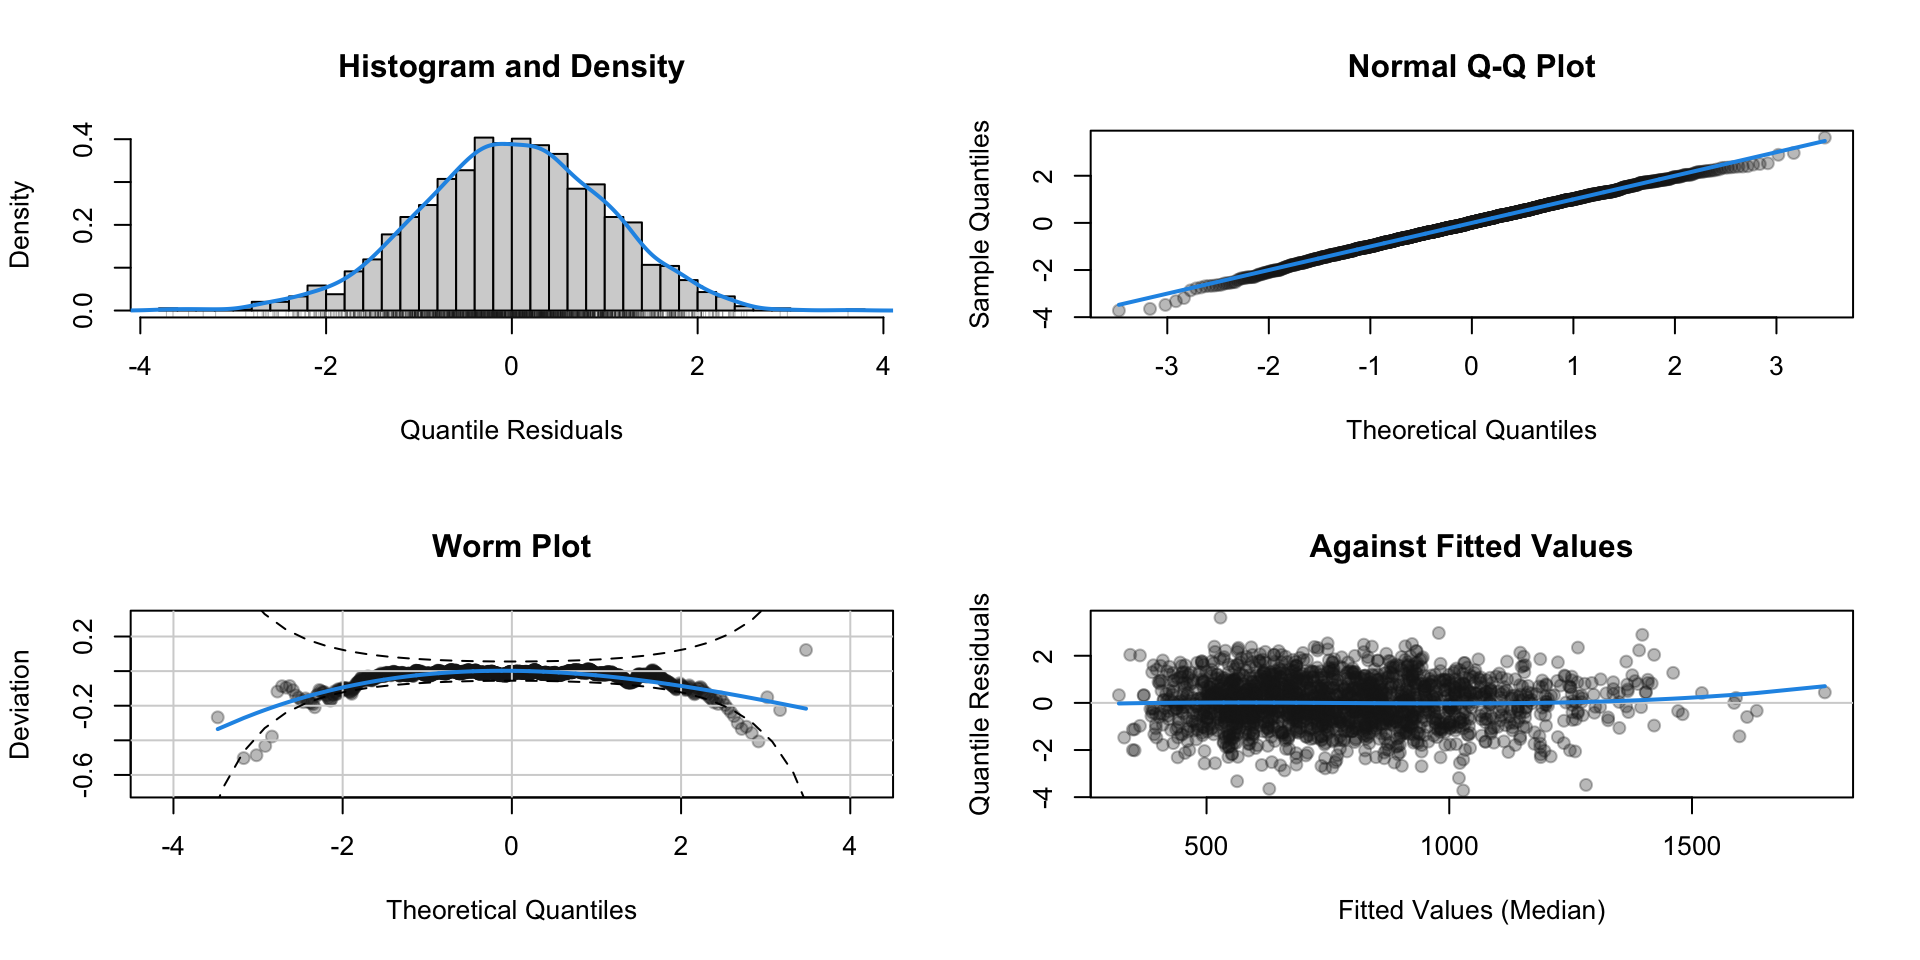 Histogram and Density
Density
0.0 0.2 0.4
-4 -2 0 2 4
Quantile Residuals
Normal Q-Q Plot
Sample Quantiles
-4 -2 0 2
-3 -2 -1 0 1 2 3
Theoretical Quantiles
Worm Plot
Deviation
-0.6 -0.2 0.2
-4 -2 0 2 4
Theoretical Quantiles
Against Fitted Values
Quantile Residuals
-4 -2 0 2
500 1000 1500
Fitted Values (Median)